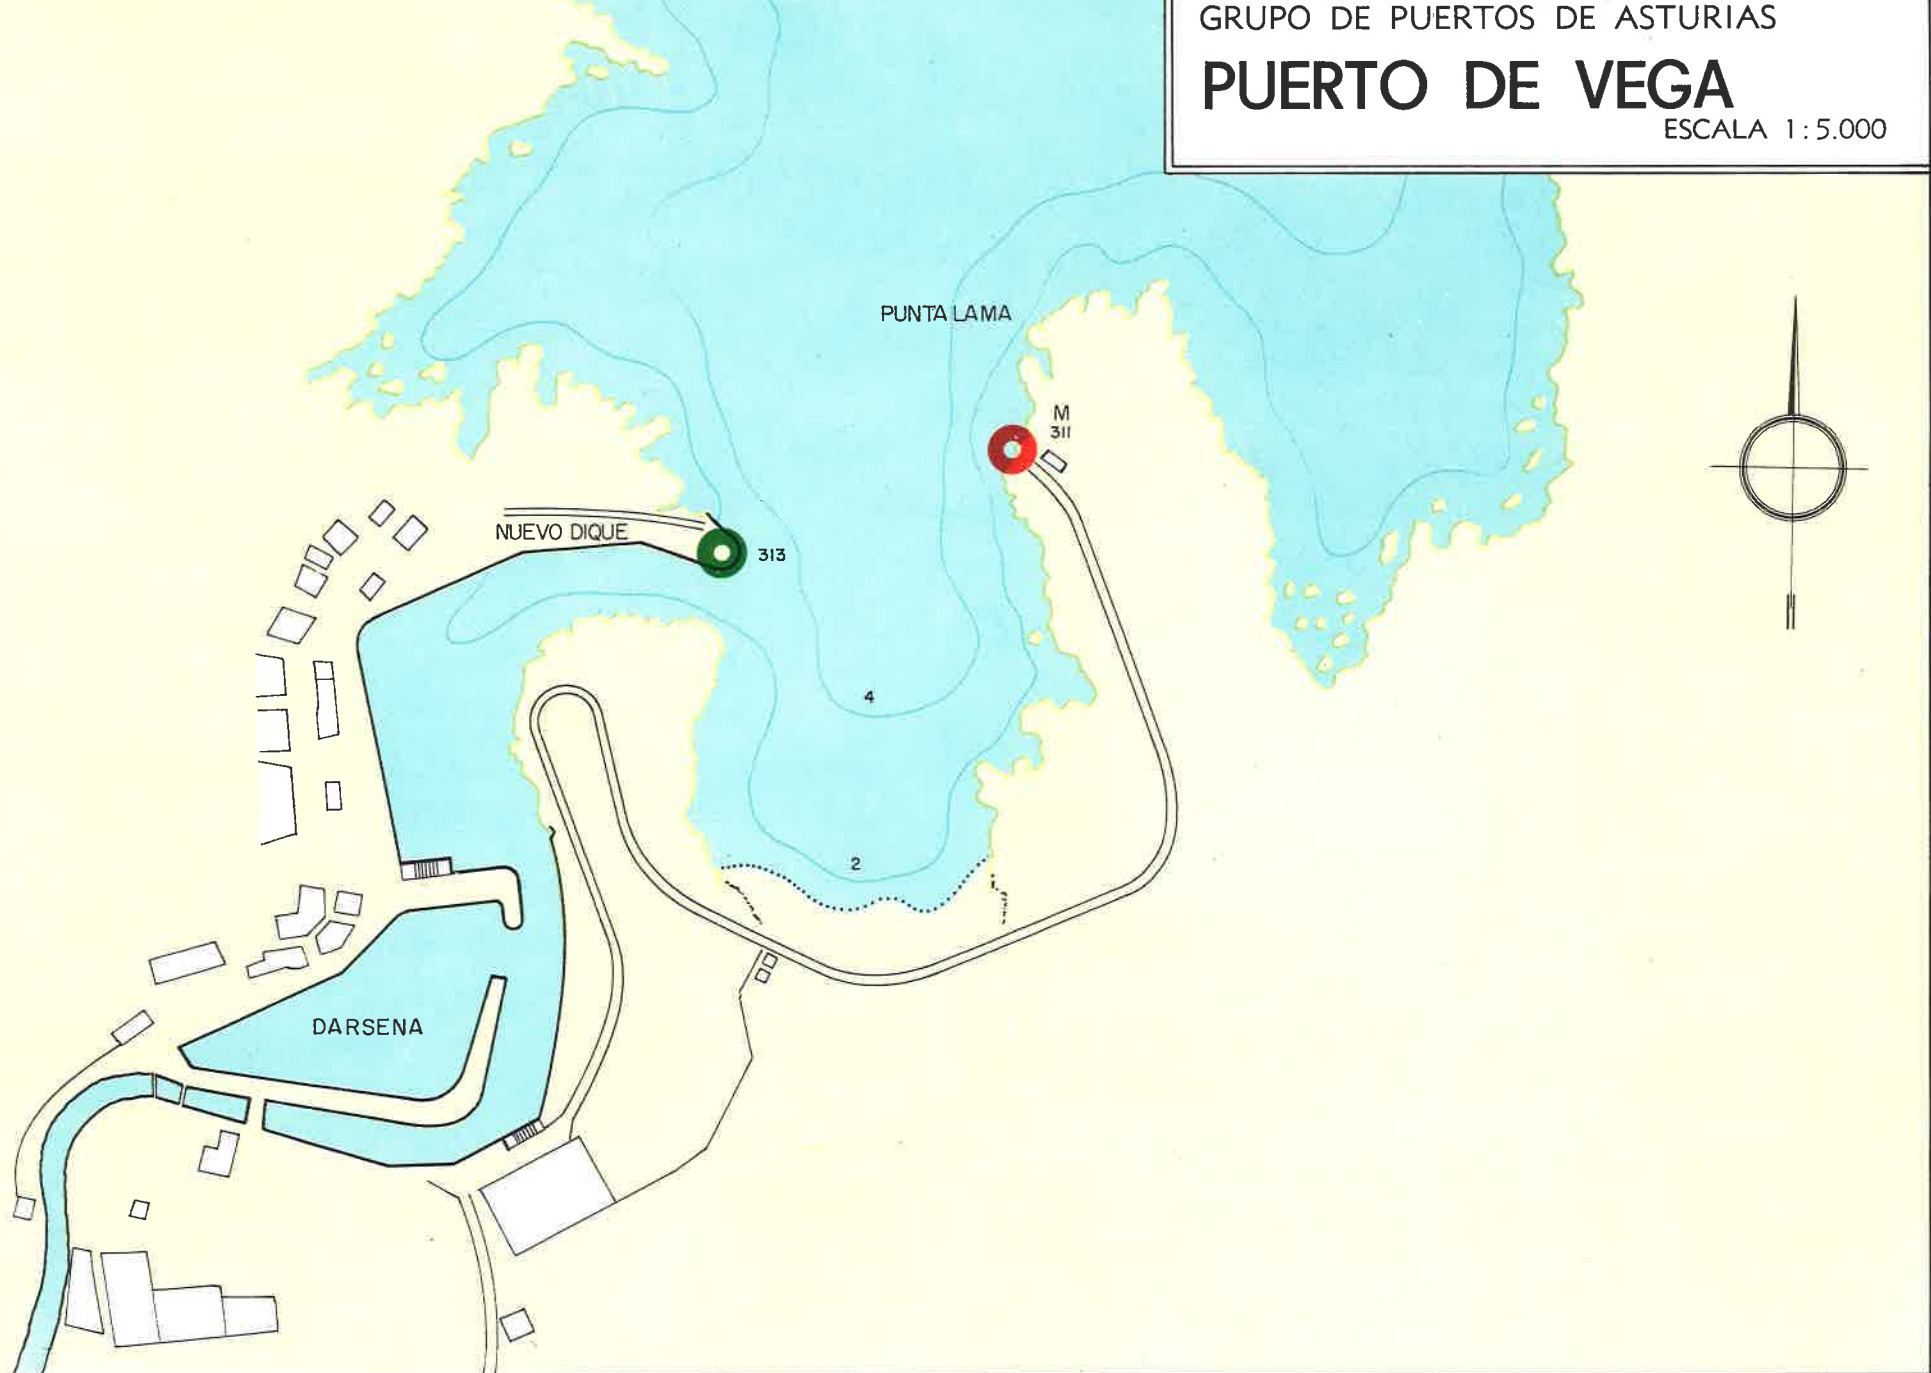 GRUPO DE PUERTOS DE ASTURIAS
PUERTO DE VEGA
ESCALA 1:5.000
PUNTA LAMA
M
311
NUEVO DIQUE
313
4
2
DARSENA